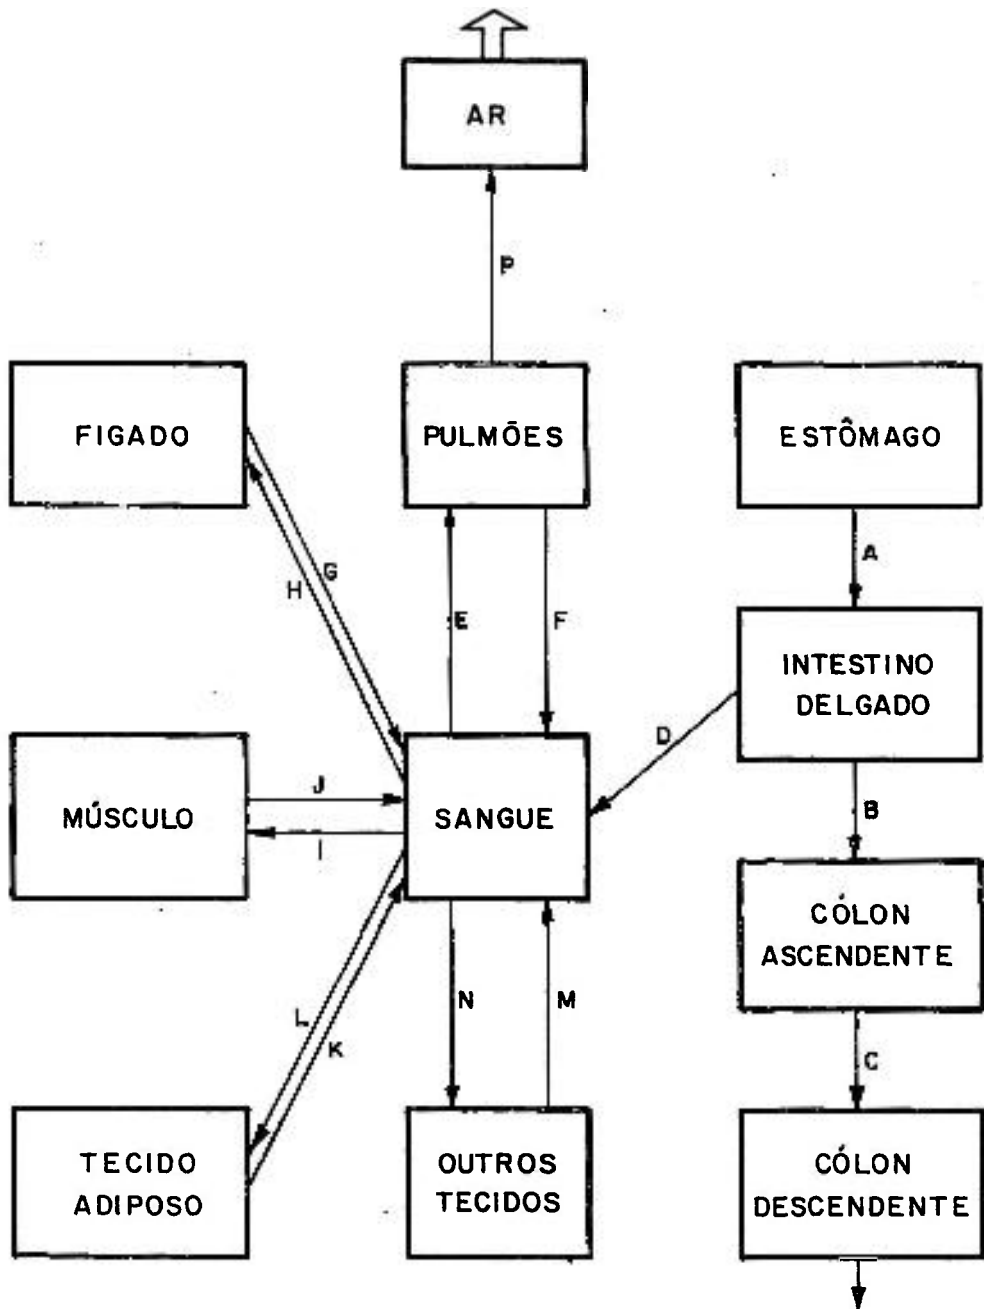 AR
P
FIGADO
PULMÕES
ESTÔMAGO
A
G
H
E
F
INTESTINO
DELGADO
D
J
MÚSCULO
SANGUE
I
B
CÓLON
ASCENDENTE
L
K
N
M
C
TECIDO
ADIPOSO
OUTROS
TECIDOS
CÓLON
DESCENDENTE